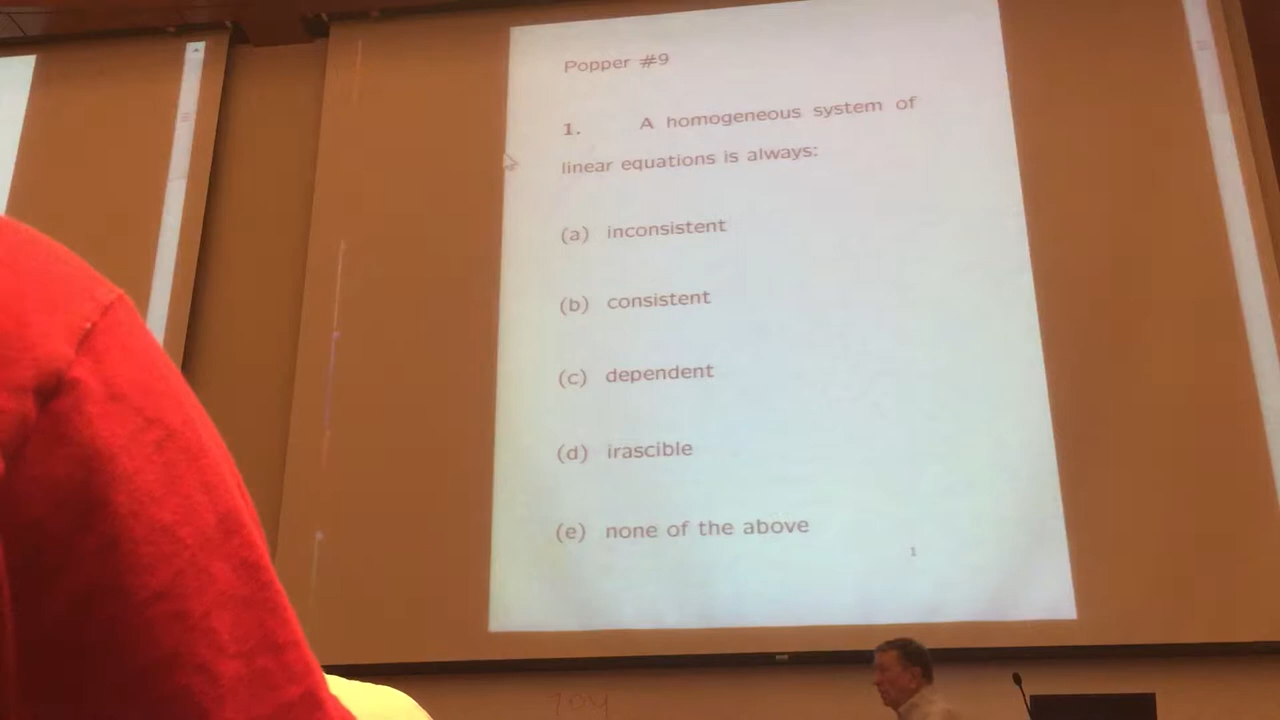 Popper #9
1. A homogeneous system of
linear equations is always:
(a) inconsistent
(b) consistent
(c) dependent
(d) irascible
(e) none of the above
1
704